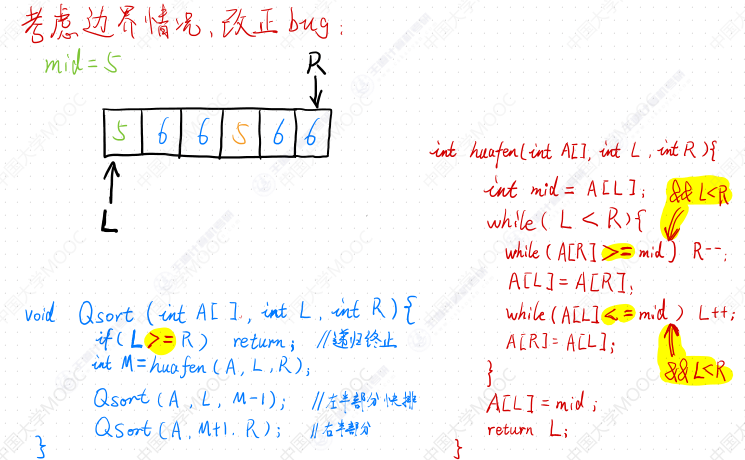 考虑边界情况，改正bug：
mid=5
R
5 6 6 5 6 6
L
void Qsort(int A[], int L, int R){
if(L>=R) return; //递归终止
int M=huafen(A, L, R);
Qsort(A, L, M-1); //左半部分快排
Qsort(A, M+1, R); //右半部分
}
int huafen(int A[], int L, int R){
int mid = A[L];
&& L<R
while(L<R){
while(A[R]>=mid) R--;
A[L]=A[R];
while(A[L]<=mid) L++;
A[R]=A[L];
&& L<R
}
A[L]=mid;
return L;
}
中国大学MOOC